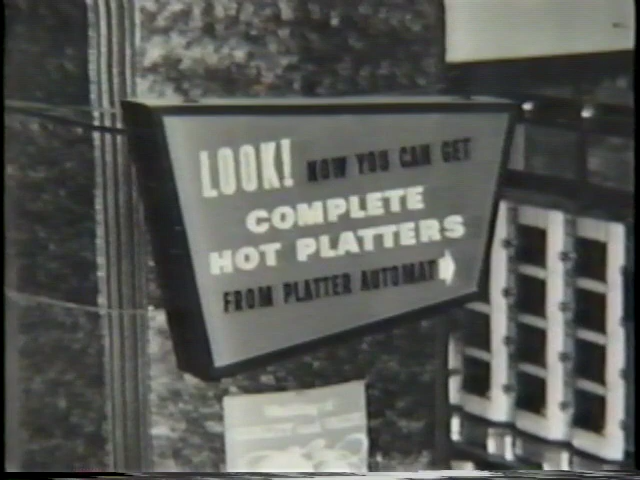 LOOK! NOW YOU CAN GET
COMPLETE
HOT PLATTERS
FROM PLATTER AUTOMAT